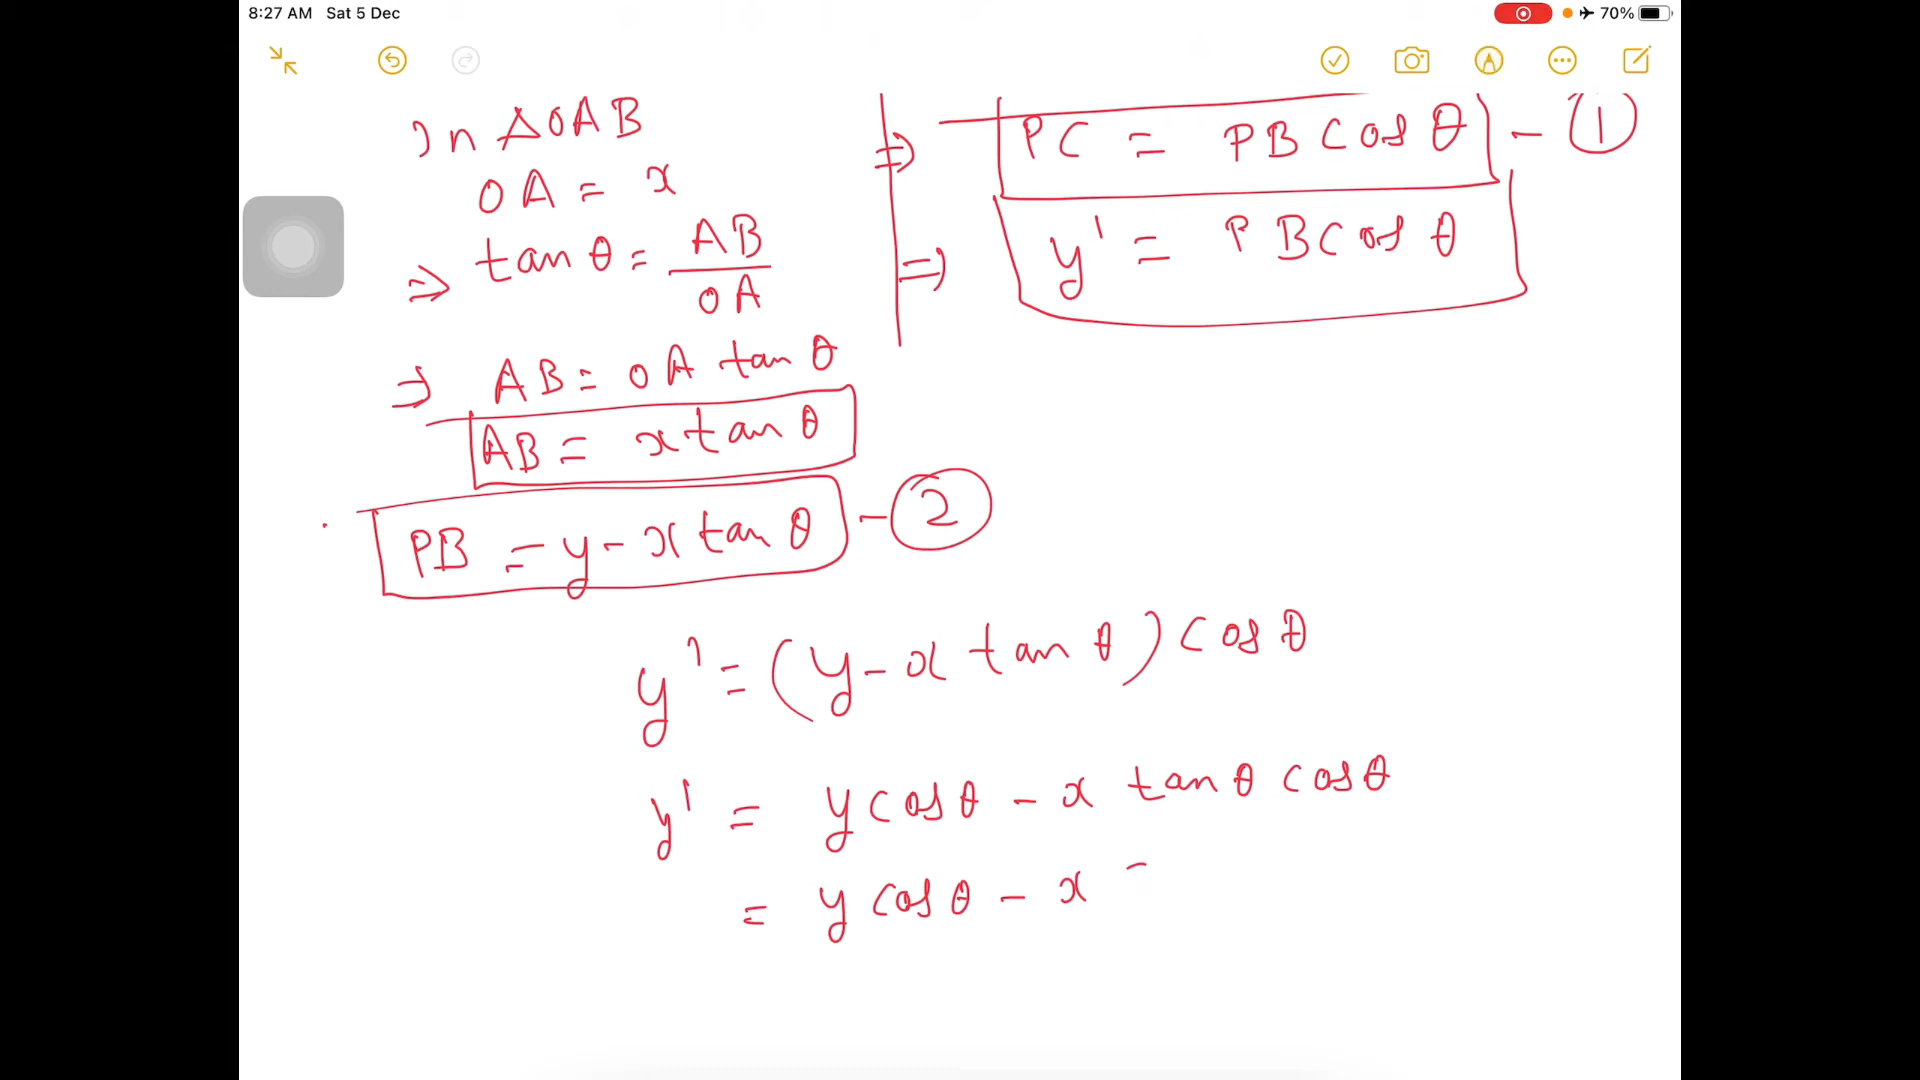 8:27 AM Sat 5 Dec
70%
In ΔOAB
OA = x
⇒ tan θ = AB / OA
⇒ AB = OA tan θ
AB = x tan θ
PB = y - x tan θ - 2
⇒ PC = PB Cos θ - 1
⇒ y' = PB Cos θ
y' = (y - x tan θ) Cos θ
y' = y Cos θ - x tan θ Cos θ
= y Cos θ - x